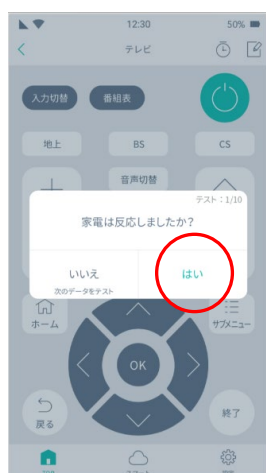 12:30
50%
テレビ
入力切替
番組表
地上
BS
CS
音声切替
テスト：1/10
家電は反応しましたか？
いいえ
次のデータをテスト
はい
ホーム
サブメニュー
OK
戻る
終了